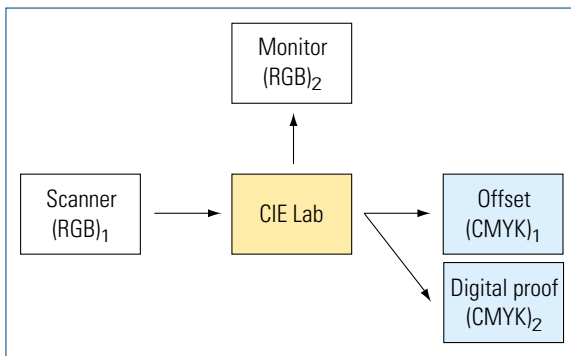 Monitor
(RGB)2
Scanner
(RGB)1
CIE Lab
Offset
(CMYK)1
Digital proof
(CMYK)2